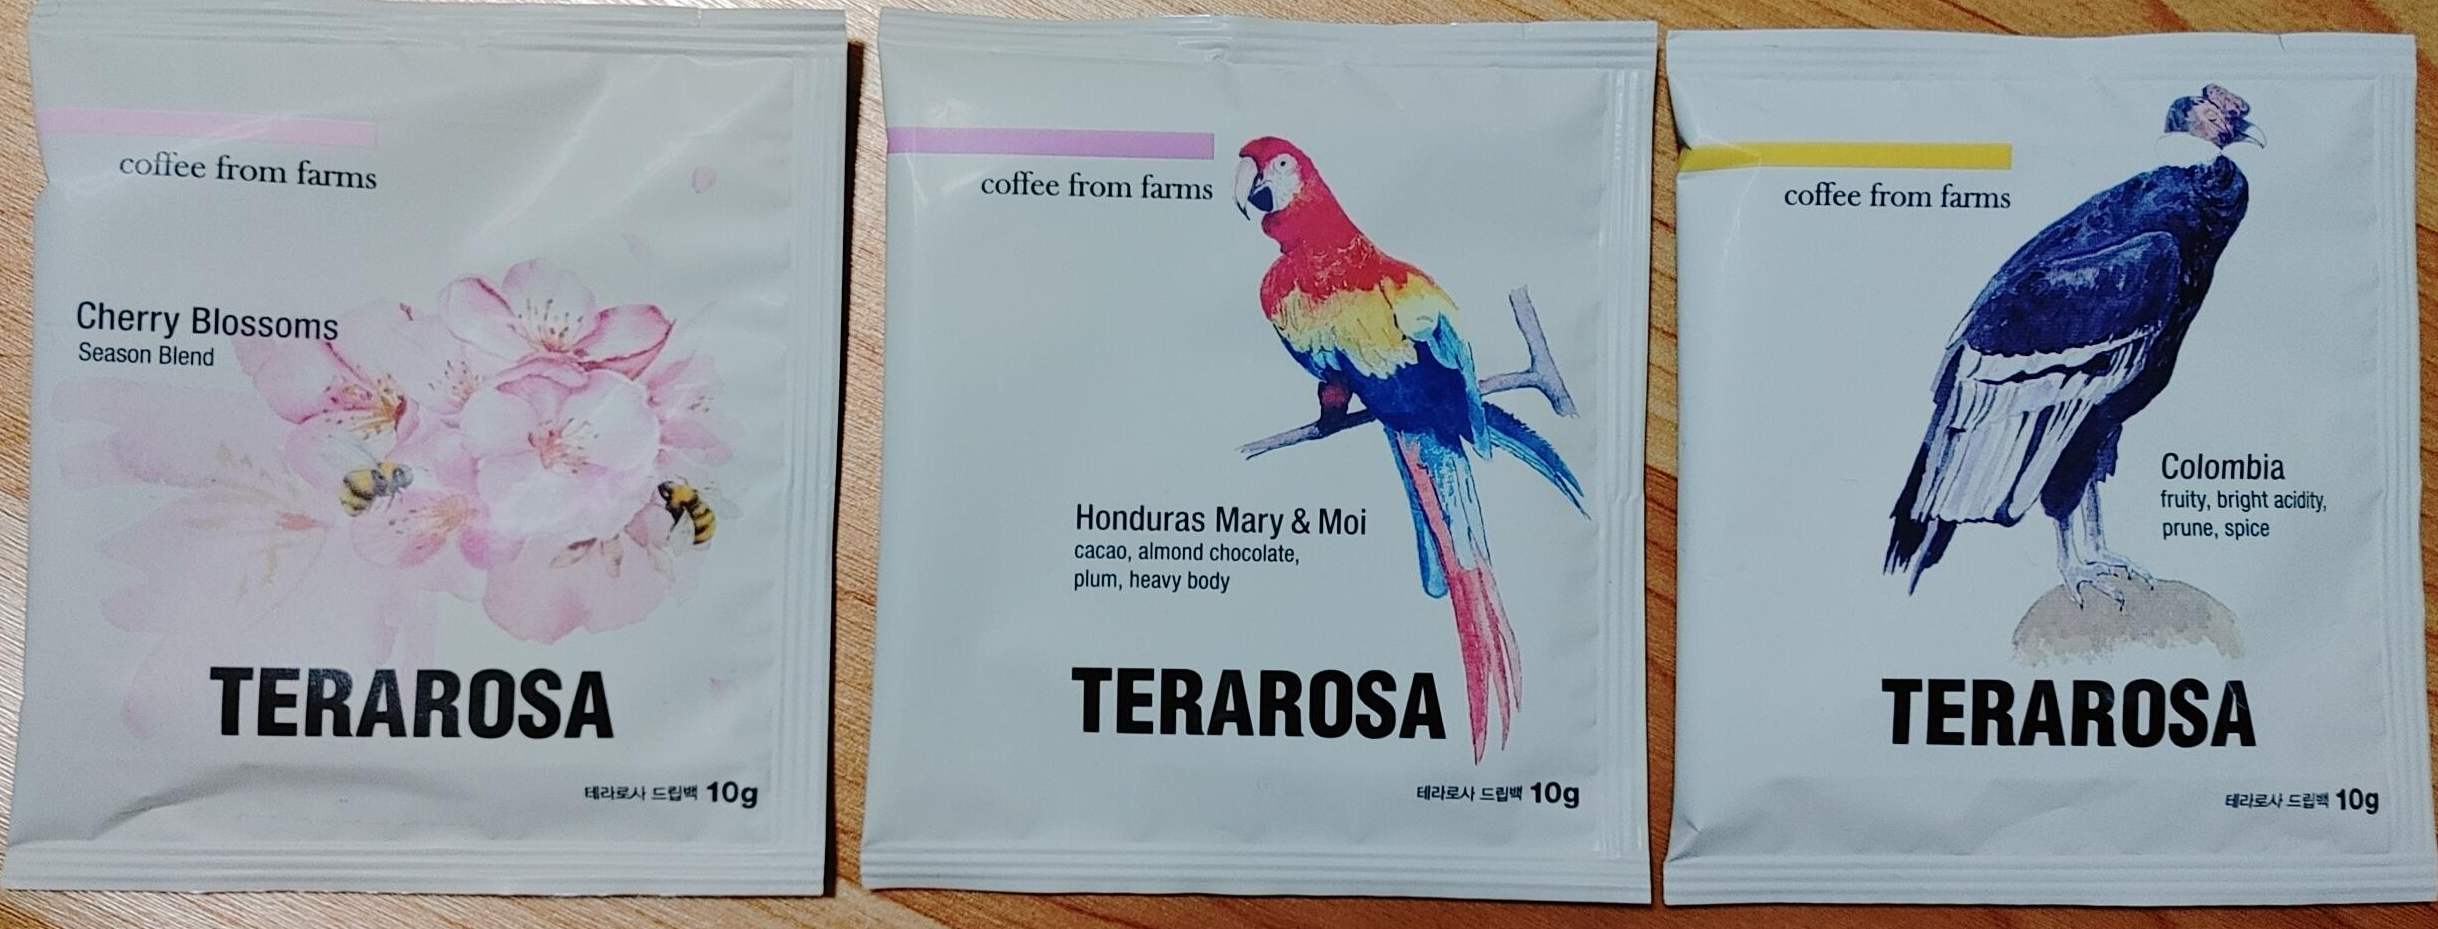 coffee from farms
Cherry Blossoms
Season Blend
TERAROSA
테라로사 드립백 10g
coffee from farms
Honduras Mary & Moi
cacao, almond chocolate,
plum, heavy body
TERAROSA
테라로사 드립백 10g
coffee from farms
Colombia
fruity, bright acidity,
prune, spice
TERAROSA
테라로사 드립백 10g